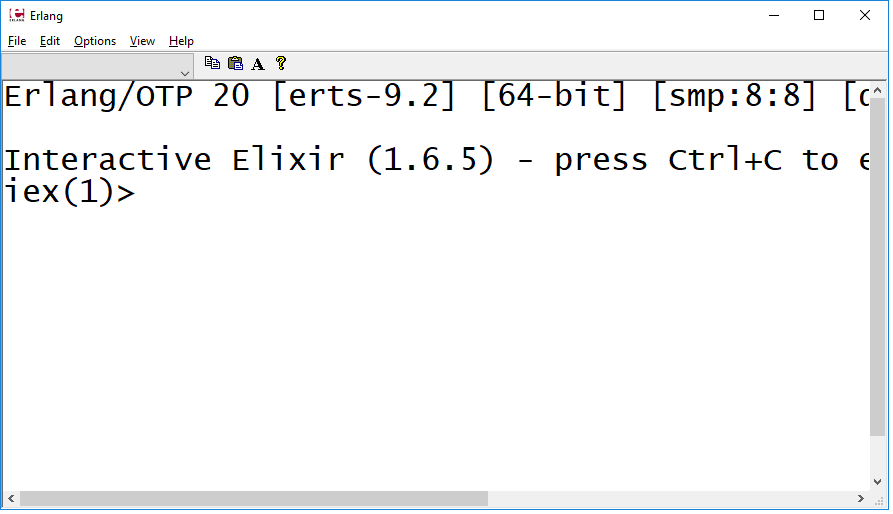 Erlang
File Edit Options View Help
Erlang/OTP 20 [erts-9.2] [64-bit] [smp:8:8] [
Interactive Elixir (1.6.5) - press Ctrl+C to e
iex(1)>